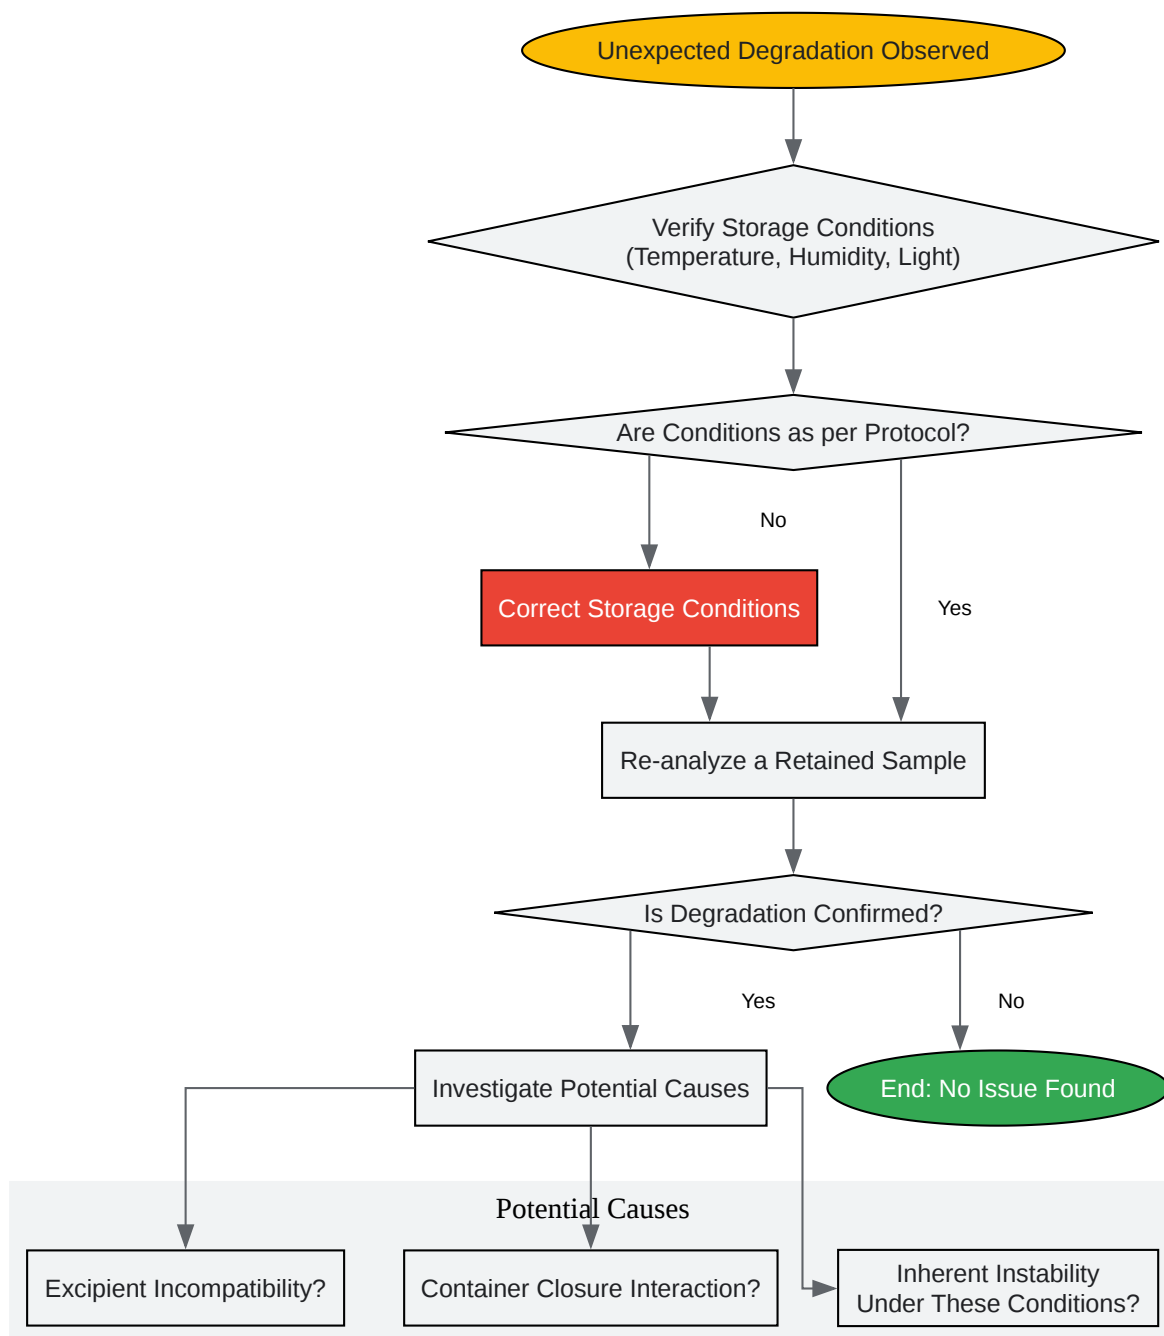 Unexpected Degradation Observed
Verify Storage Conditions
(Temperature, Humidity, Light)
Are Conditions as per Protocol?
No
Correct Storage Conditions
Yes
Re-analyze a Retained Sample
Is Degradation Confirmed?
Yes
No
Investigate Potential Causes
End: No Issue Found
Potential Causes
Excipient Incompatibility?
Container Closure Interaction?
Inherent Instability
Under These Conditions?